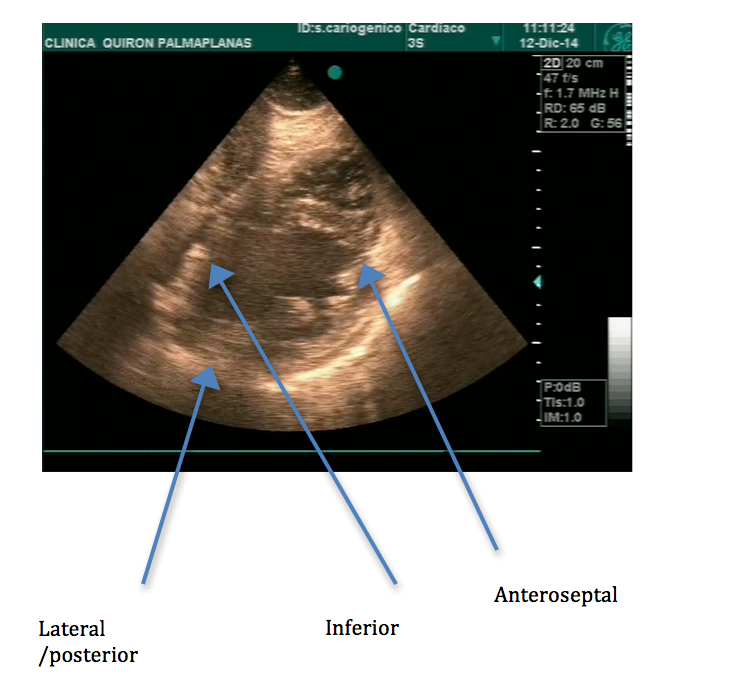 ID:s.cariogenico Cardiaco 11:11:24
CLINICA QUIRON PALMAPLANAS 3S 12-Dic-14
2D 20 cm
47 f/s
f: 1.7 MHz H
RD: 65 dB
R: 2.0 G: 56
P:0dB
TIs:1.0
IM:1.0
Anteroseptal
Inferior
Lateral
/posterior